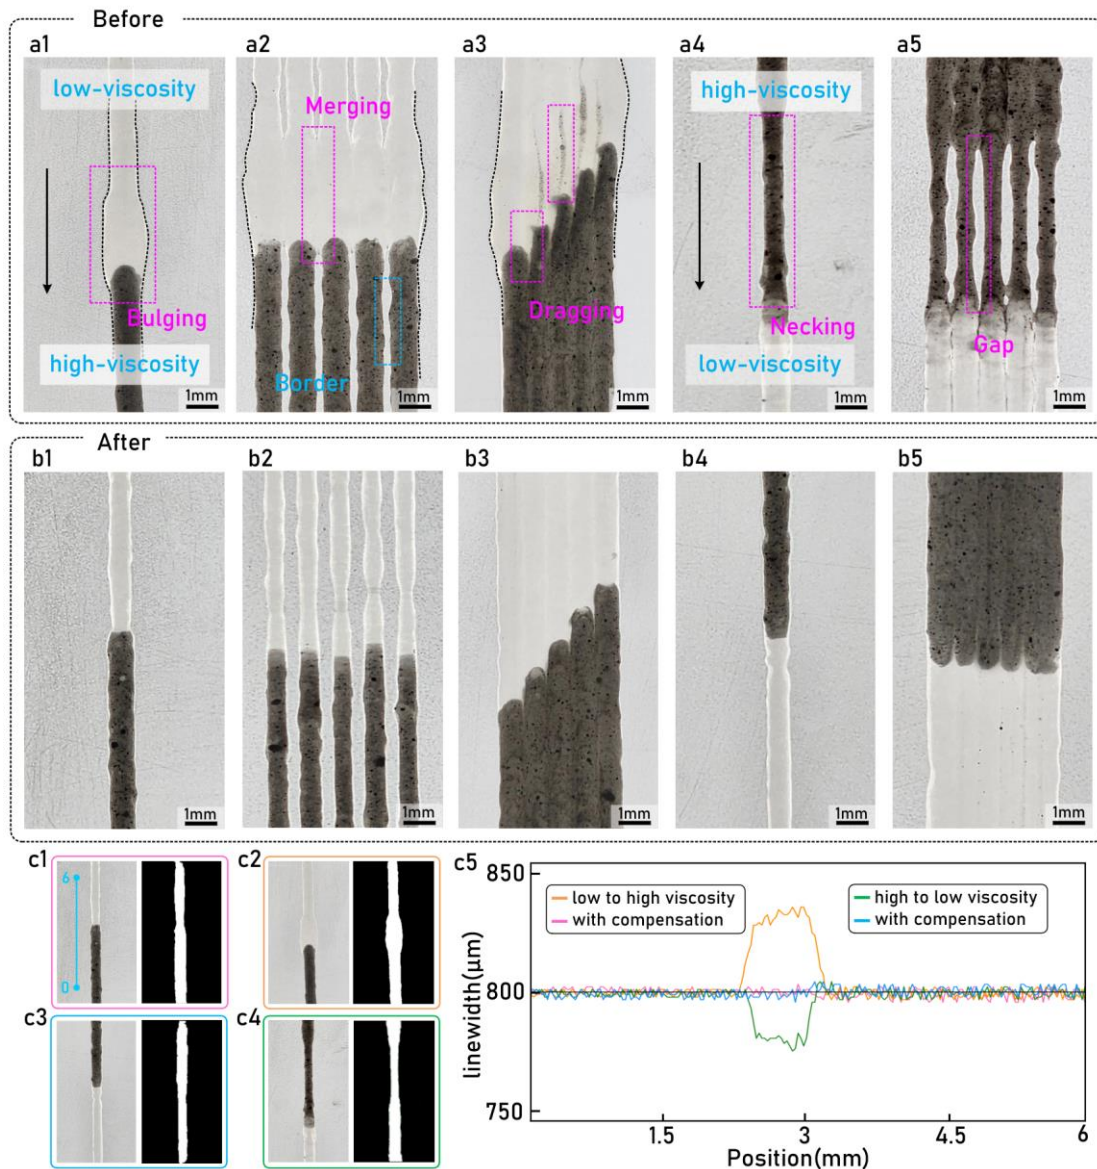 Before
a1
low-viscosity
Bulging
high-viscosity
1mm
a2
Merging
Border
1mm
a3
Dragging
1mm
a4
high-viscosity
Necking
low-viscosity
1mm
a5
Gap
1mm
After
b1
1mm
b2
1mm
b3
1mm
b4
1mm
b5
1mm
c1
6
0
c2
c3
c4
c5
850
800
750
linewidth(μm)
low to high viscosity
with compensation
high to low viscosity
with compensation
1.5
3
4.5
6
Position(mm)